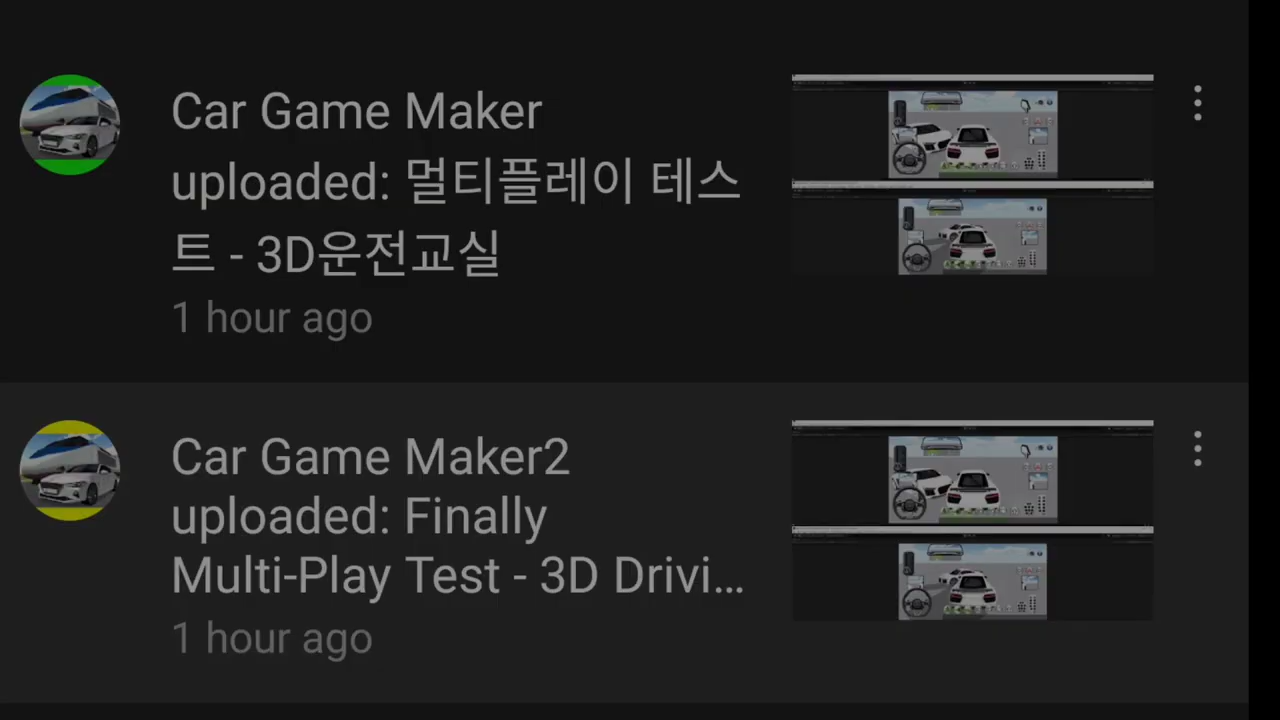 Car Game Maker
uploaded: 멀티플레이 테스
트 - 3D운전교실
1 hour ago
Car Game Maker2
uploaded: Finally
Multi-Play Test - 3D Drivi...
1 hour ago